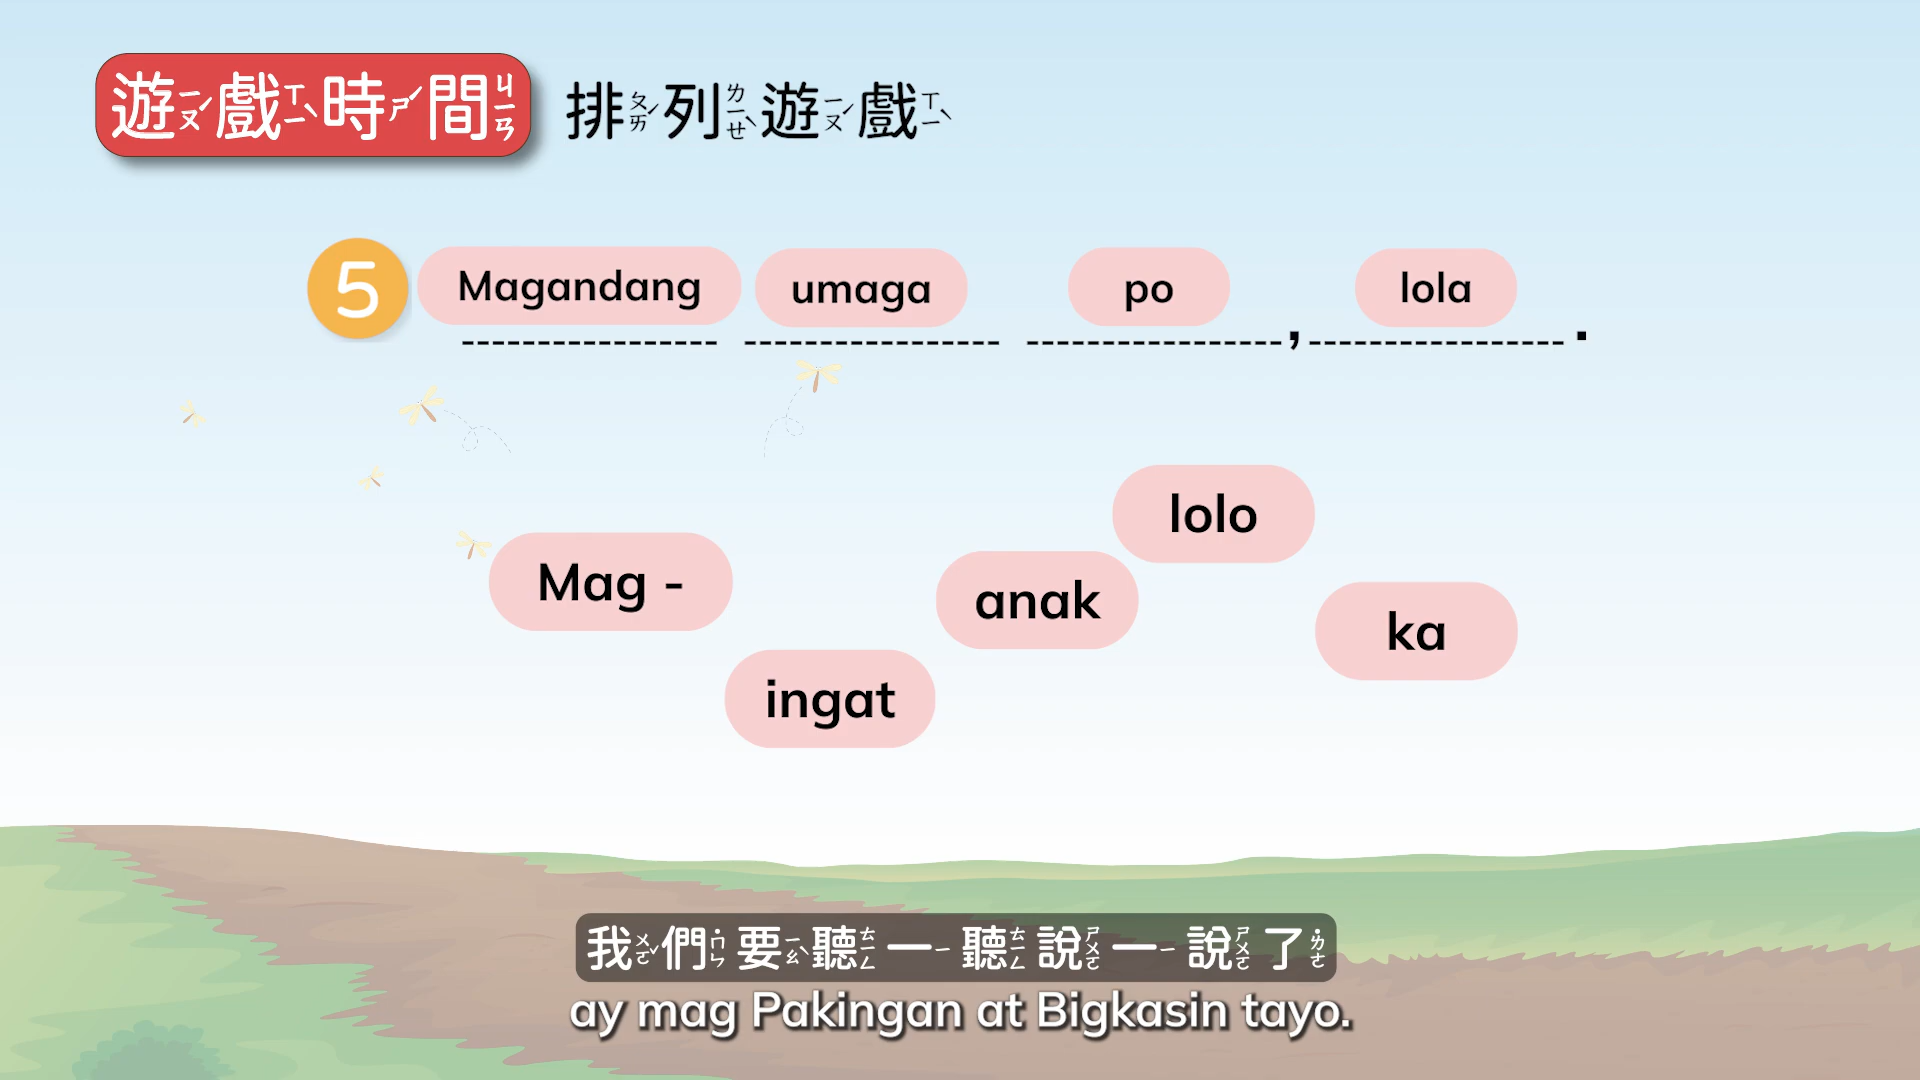 遊戲時間 排列遊戲
5 Magandang umaga po , lola .
lolo
Mag -
anak
ka
ingat
我們要聽一聽說一說了
ay mag Pakingan at Bigkasin tayo.